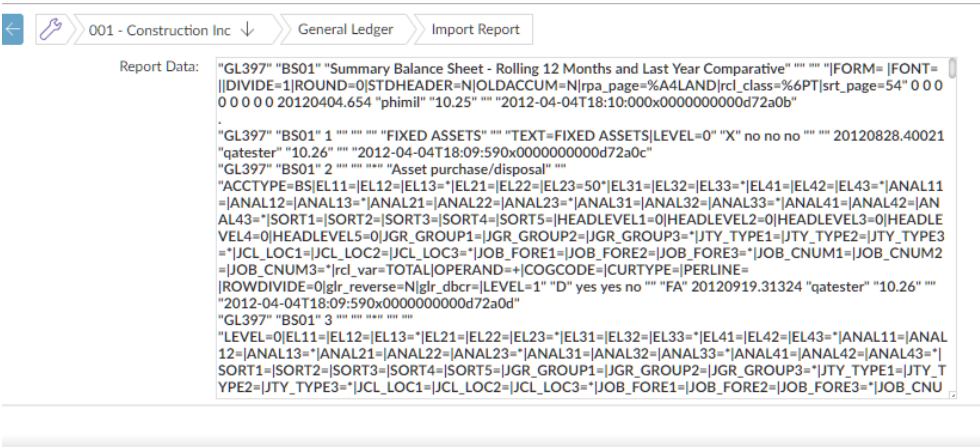 001 - Construction Inc ↓ General Ledger Import Report
Report Data:
"GL397" "BS01" "Summary Balance Sheet - Rolling 12 Months and Last Year Comparative" "" "" "|FORM= |FONT=
||DIVIDE=1|ROUND=0|STDHEADER=N|OLDACCUM=N|rpa_page=%A4LAND|rcl_class=%6PT|srt_page=54" 0 0 0
0 0 0 0 0 20120404.654 "phimil" "10.25" "" "2012-04-04T18:10:000x0000000000d72a0b"
.
"GL397" "BS01" 1 "" "" "" "FIXED ASSETS" "" "TEXT=FIXED ASSETS|LEVEL=0" "X" no no no "" "" 20120828.40021
"qatester" "10.26" "" "2012-04-04T18:09:590x0000000000d72a0c"
"GL397" "BS01" 2 "" "" "*" "Asset purchase/disposal" ""
"ACCTYPE=BS|EL11=|EL12=|EL13=*|EL21=|EL22=|EL23=50*|EL31=|EL32=|EL33=*|EL41=|EL42=|EL43=*|ANAL11
=|ANAL12=|ANAL13=*|ANAL21=|ANAL22=|ANAL23=*|ANAL31=|ANAL32=|ANAL33=*|ANAL41=|ANAL42=|AN
AL43=*|SORT1=|SORT2=|SORT3=|SORT4=|SORT5=|HEADLEVEL1=0|HEADLEVEL2=0|HEADLEVEL3=0|HEADLE
VEL4=0|HEADLEVEL5=0|JGR_GROUP1=|JGR_GROUP2=|JGR_GROUP3=*|JTY_TYPE1=|JTY_TYPE2=|JTY_TYPE3
=*|JCL_LOC1=|JCL_LOC2=|JCL_LOC3=*|JOB_FORE1=|JOB_FORE2=|JOB_FORE3=*|JOB_CNUM1=|JOB_CNUM2
=|JOB_CNUM3=*|rcl_var=TOTAL|OPERAND=+|COGCODE=|CURTYPE=|PERLINE=
|ROWDIVIDE=0|glr_reverse=N|glr_dbcr=|LEVEL=1" "D" yes yes no "" "FA" 20120919.31324 "qatester" "10.26" ""
"2012-04-04T18:09:590x0000000000d72a0d"
"GL397" "BS01" 3 "" "" "*" "" ""
"LEVEL=0|EL11=|EL12=|EL13=*|EL21=|EL22=|EL23=*|EL31=|EL32=|EL33=*|EL41=|EL42=|EL43=*|ANAL11=|ANAL
12=|ANAL13=*|ANAL21=|ANAL22=|ANAL23=*|ANAL31=|ANAL32=|ANAL33=*|ANAL41=|ANAL42=|ANAL43=*|
SORT1=|SORT2=|SORT3=|SORT4=|SORT5=|JGR_GROUP1=|JGR_GROUP2=|JGR_GROUP3=*|JTY_TYPE1=|JTY_T
YPE2=|JTY_TYPE3=*|JCL_LOC1=|JCL_LOC2=|JCL_LOC3=*|JOB_FORE1=|JOB_FORE2=|JOB_FORE3=*|JOB_CNU